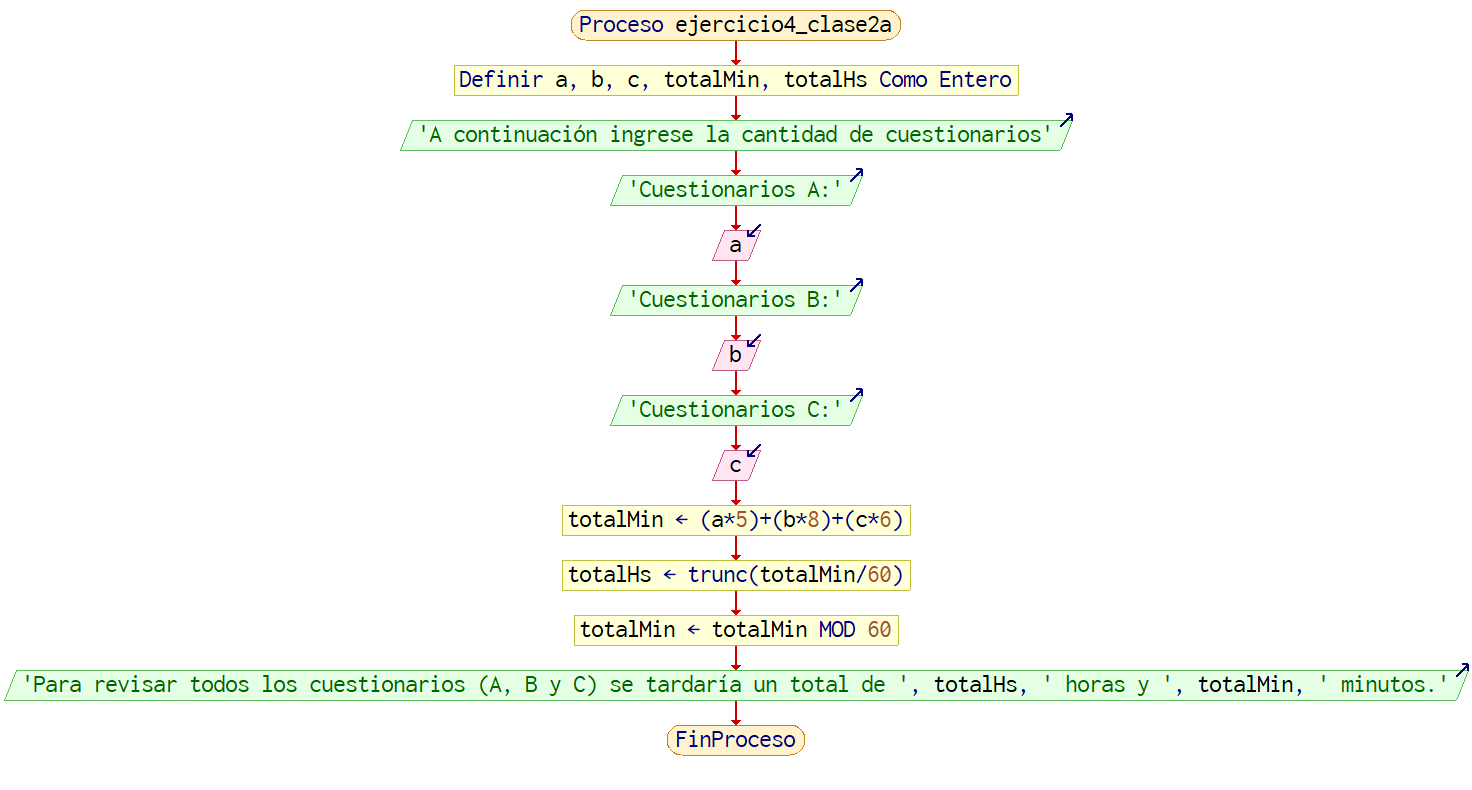 Proceso ejercicio4_clase2a
Definir a, b, c, totalMin, totalHs Como Entero
'A continuación ingrese la cantidad de cuestionarios'
'Cuestionarios A:'
a
'Cuestionarios B:'
b
'Cuestionarios C:'
c
totalMin ← (a*5)+(b*8)+(c*6)
totalHs ← trunc(totalMin/60)
totalMin ← totalMin MOD 60
'Para revisar todos los cuestionarios (A, B y C) se tardaría un total de ', totalHs, ' horas y ', totalMin, ' minutos.'
FinProceso